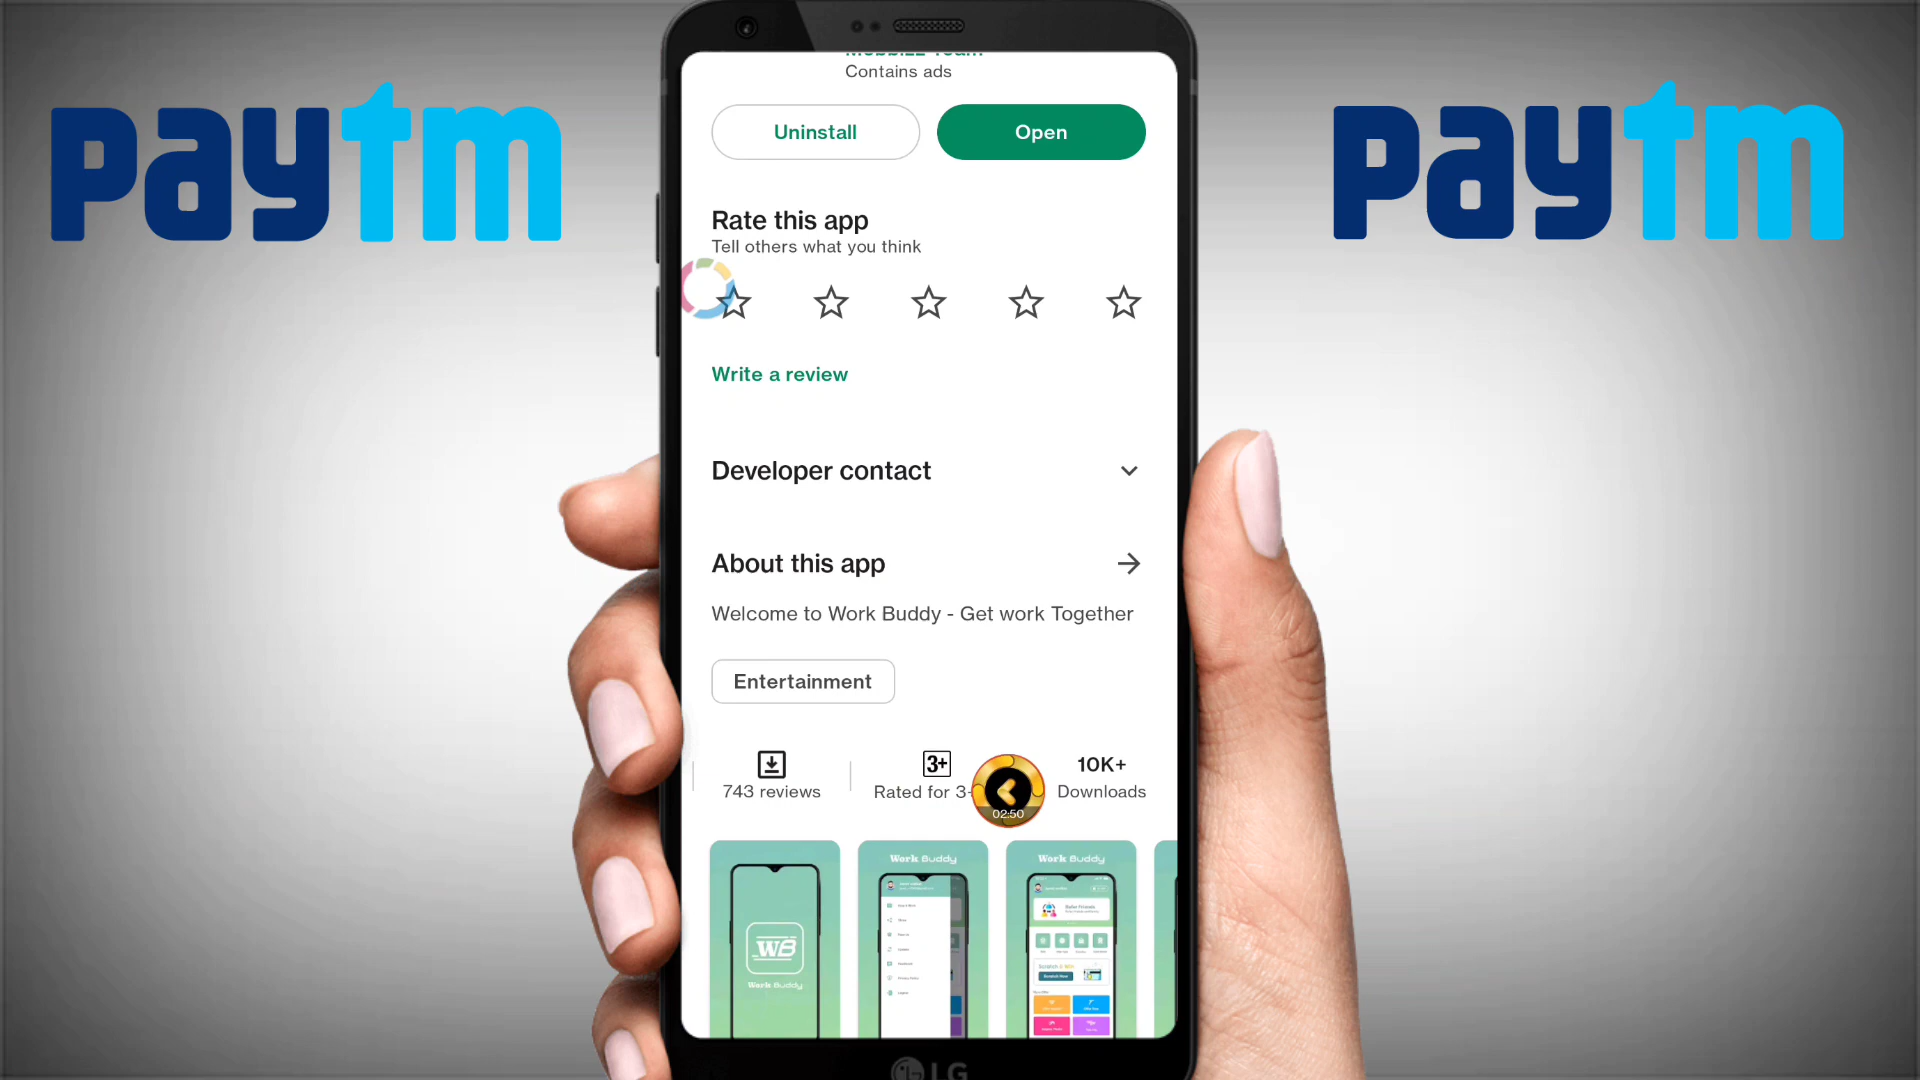 paytm
paytm
Contains ads
Uninstall
Open
Rate this app
Tell others what you think
Write a review
Developer contact
About this app
Welcome to Work Buddy - Get work Together
Entertainment
3+
10K+
743 reviews
Rated for 3+
Downloads
02:50
Work Buddy
Work Buddy
WB
Work Buddy
LG